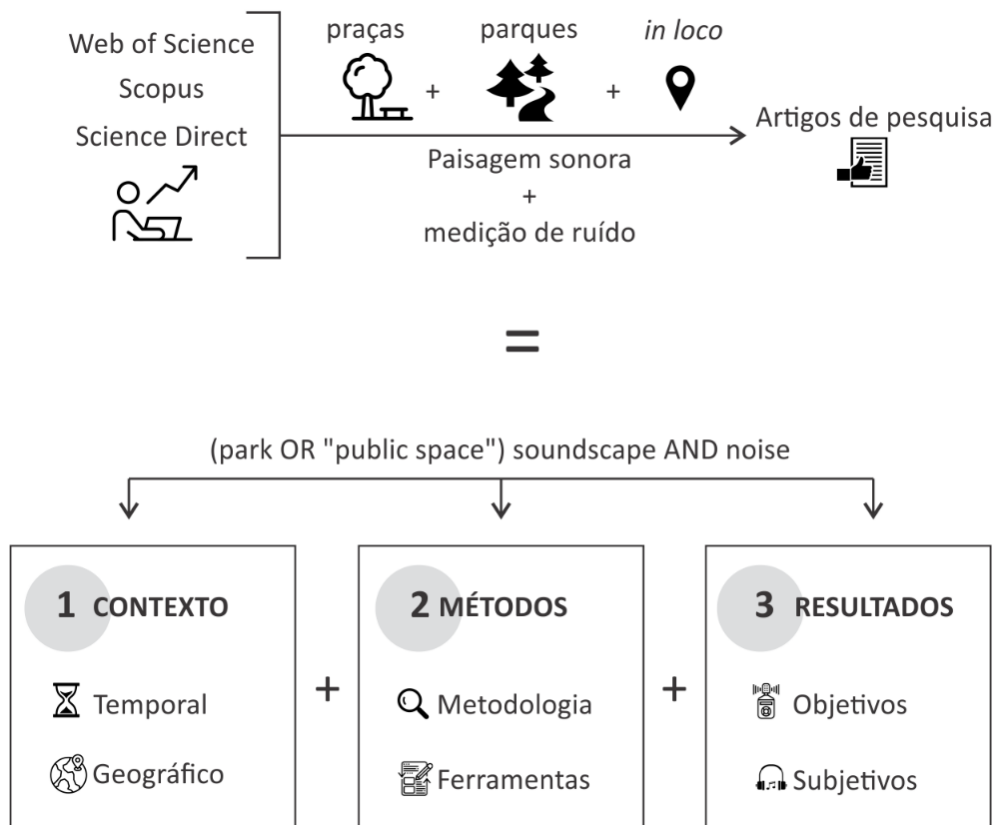 Web of Science
Scopus
Science Direct
praças
+
parques
+
in loco
Paisagem sonora
+
medição de ruído
Artigos de pesquisa
=
(park OR "public space") soundscape AND noise
1 CONTEXTO
Temporal
Geográfico
+
2 MÉTODOS
Metodologia
Ferramentas
+
3 RESULTADOS
Objetivos
Subjetivos